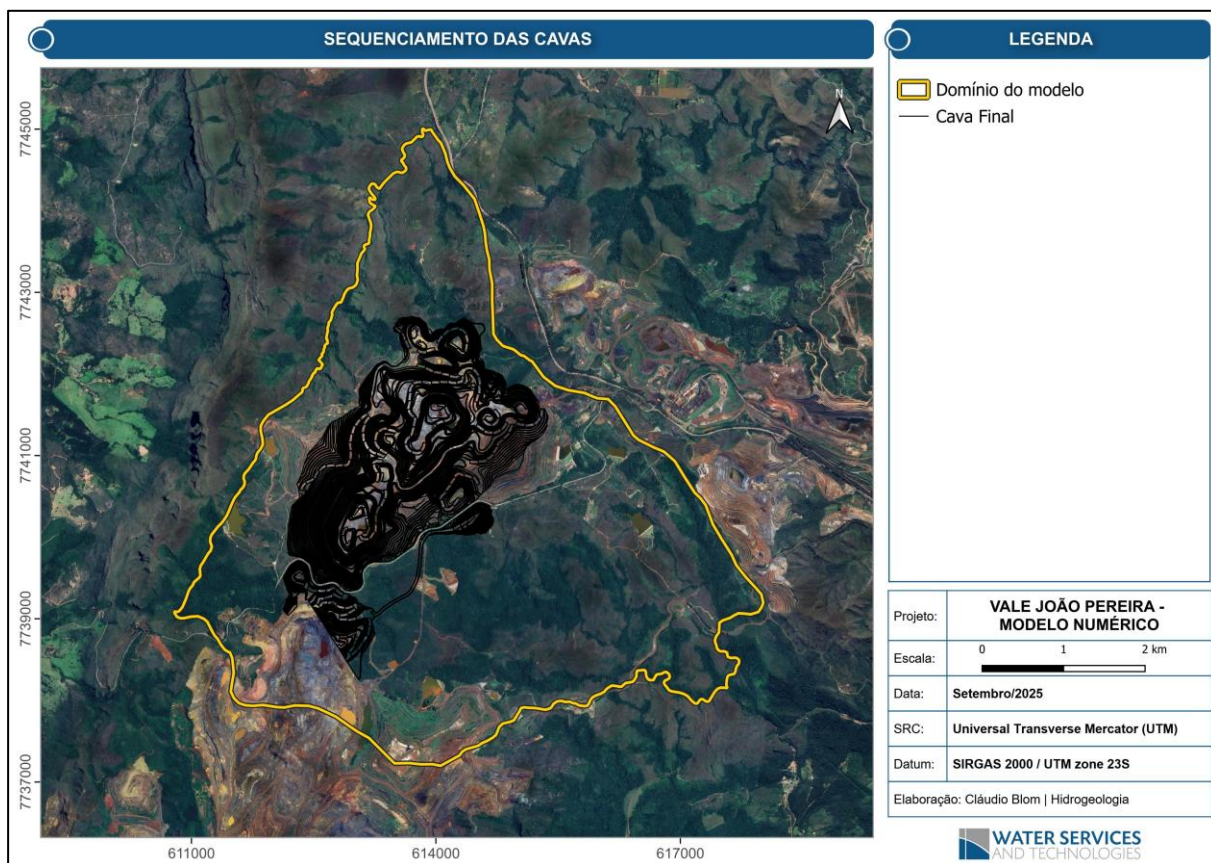 SEQUENCIAMENTO DAS CAVAS
LEGENDA
Domínio do modelo
Cava Final
N
7745000
7743000
7741000
7739000
7737000
611000
614000
617000
Projeto:
VALE JOÃO PEREIRA -
MODELO NUMÉRICO
Escala:
0 1 2 km
Data:
Setembro/2025
SRC:
Universal Transverse Mercator (UTM)
Datum:
SIRGAS 2000 / UTM zone 23S
Elaboração: Cláudio Blom | Hidrogeologia
WATER SERVICES
AND TECHNOLOGIES